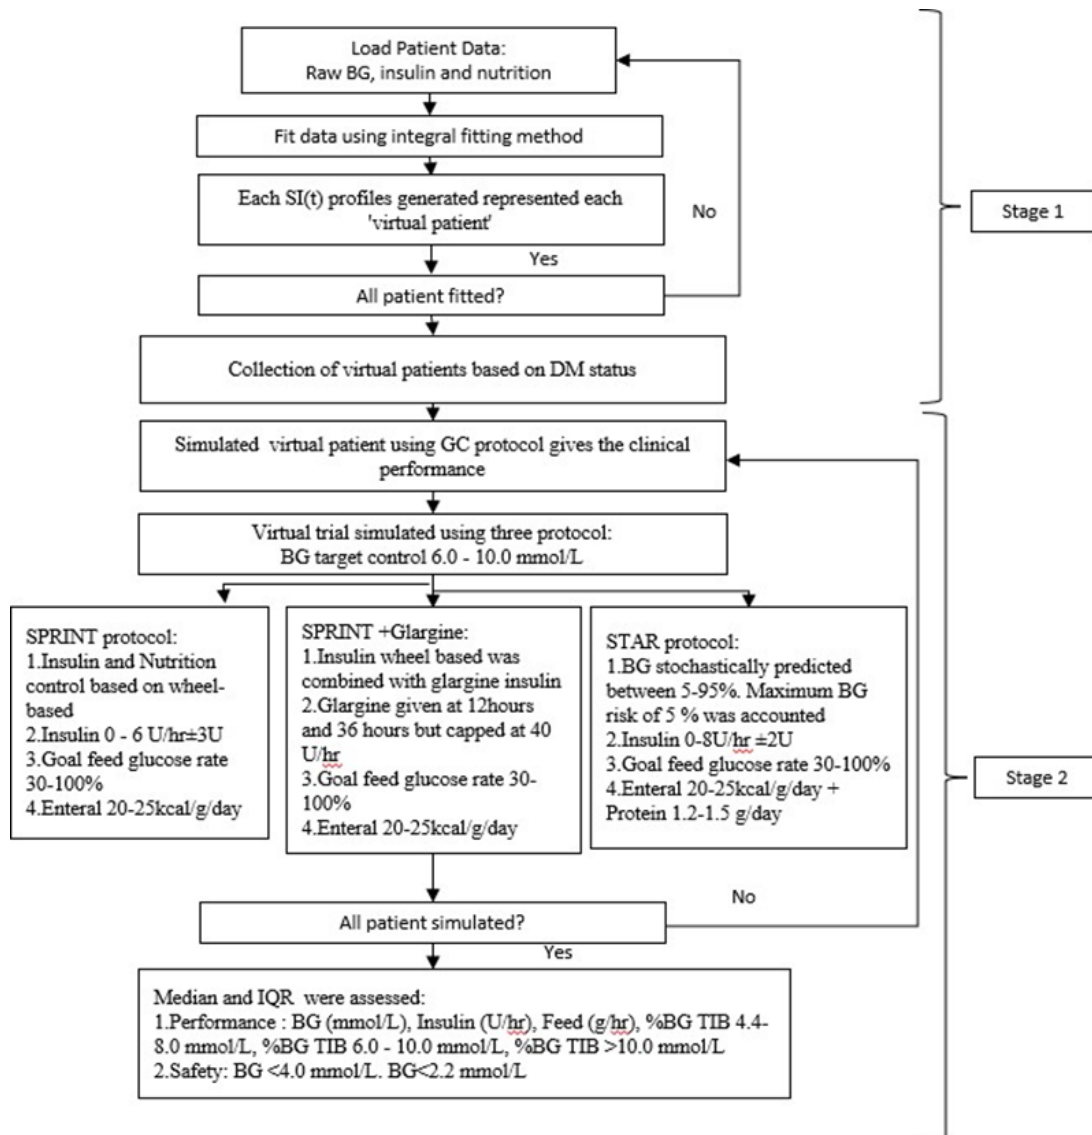 Load Patient Data:
Raw BG, insulin and nutrition
Fit data using integral fitting method
Each SI(t) profiles generated represented each
'virtual patient'
No
Stage 1
Yes
All patient fitted?
Collection of virtual patients based on DM status
Simulated virtual patient using GC protocol gives the clinical
performance
Virtual trial simulated using three protocol:
BG target control 6.0 - 10.0 mmol/L
SPRINT protocol:
1.Insulin and Nutrition
control based on wheel-
based
2.Insulin 0 - 6 U/hr±3U
3.Goal feed glucose rate
30-100%
4.Enteral 20-25kcal/g/day
SPRINT +Glargine:
1.Insulin wheel based was
combined with glargine insulin
2.Glargine given at 12hours
and 36 hours but capped at 40
U/hr
3.Goal feed glucose rate 30-
100%
4.Enteral 20-25kcal/g/day
STAR protocol:
1.BG stochastically predicted
between 5-95%. Maximum BG
risk of 5 % was accounted
2.Insulin 0-8U/hr ±2U
3.Goal feed glucose rate 30-100%
4.Enteral 20-25kcal/g/day +
Protein 1.2-1.5 g/day
Stage 2
No
All patient simulated?
Yes
Median and IQR were assessed:
1.Performance : BG (mmol/L), Insulin (U/hr), Feed (g/hr), %BG TIB 4.4-
8.0 mmol/L, %BG TIB 6.0 - 10.0 mmol/L, %BG TIB >10.0 mmol/L
2.Safety: BG <4.0 mmol/L. BG<2.2 mmol/L